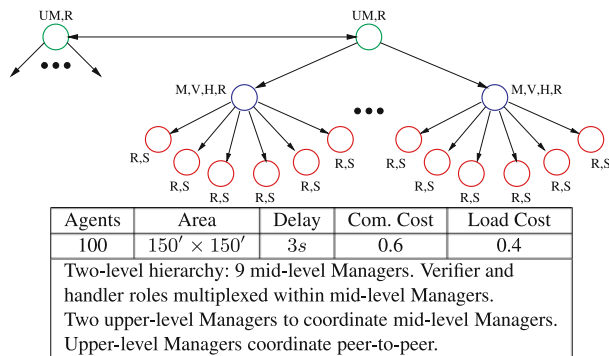 UM,R UM,R
M,V,H,R M,V,H,R
R,S R,S R,S R,S
R,S R,S R,S R,S
R,S R,S R,S R,S
Agents Area Delay Com. Cost Load Cost
100 150′ × 150′ 3s 0.6 0.4
Two-level hierarchy: 9 mid-level Managers. Verifier and
handler roles multiplexed within mid-level Managers.
Two upper-level Managers to coordinate mid-level Managers.
Upper-level Managers coordinate peer-to-peer.